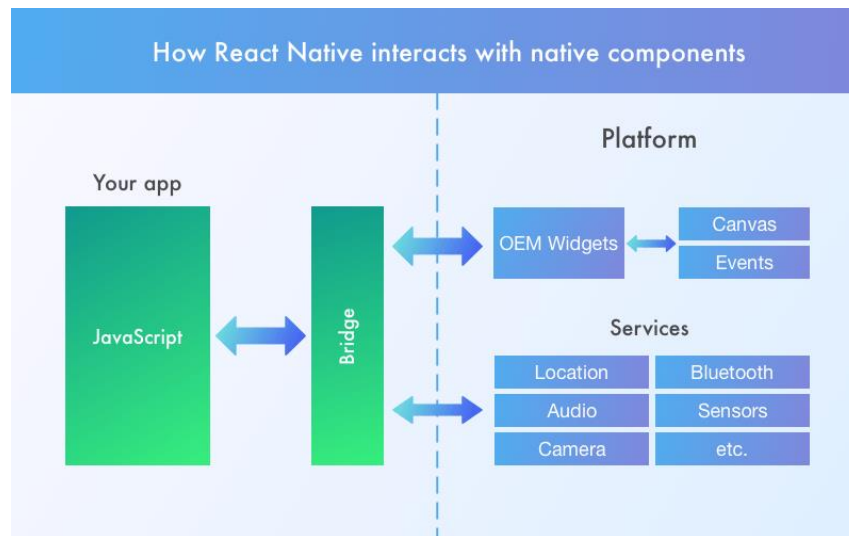 How React Native interacts with native components
Platform
Your app
JavaScript
Bridge
OEM Widgets
Canvas
Events
Services
Location
Bluetooth
Audio
Sensors
Camera
etc.